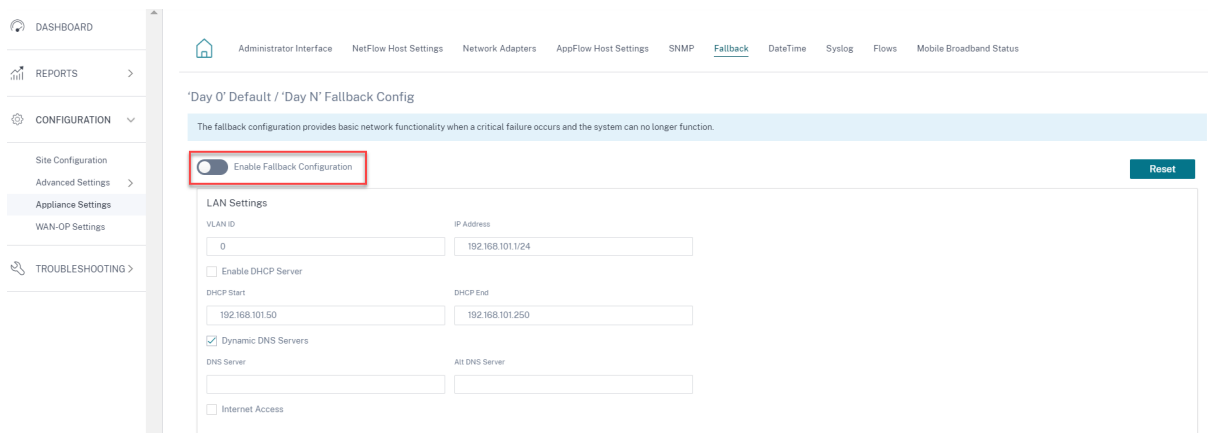 DASHBOARD
REPORTS
CONFIGURATION
Site Configuration
Advanced Settings
Appliance Settings
WAN-OP Settings
TROUBLESHOOTING
Administrator Interface NetFlow Host Settings Network Adapters AppFlow Host Settings SNMP Fallback DateTime Syslog Flows Mobile Broadband Status
'Day 0' Default / 'Day N' Fallback Config
The fallback configuration provides basic network functionality when a critical failure occurs and the system can no longer function.
Enable Fallback Configuration
Reset
LAN Settings
VLAN ID IP Address
0 192.168.101.1/24
Enable DHCP Server
DHCP Start DHCP End
192.168.101.50 192.168.101.250
Dynamic DNS Servers
DNS Server Alt DNS Server
Internet Access